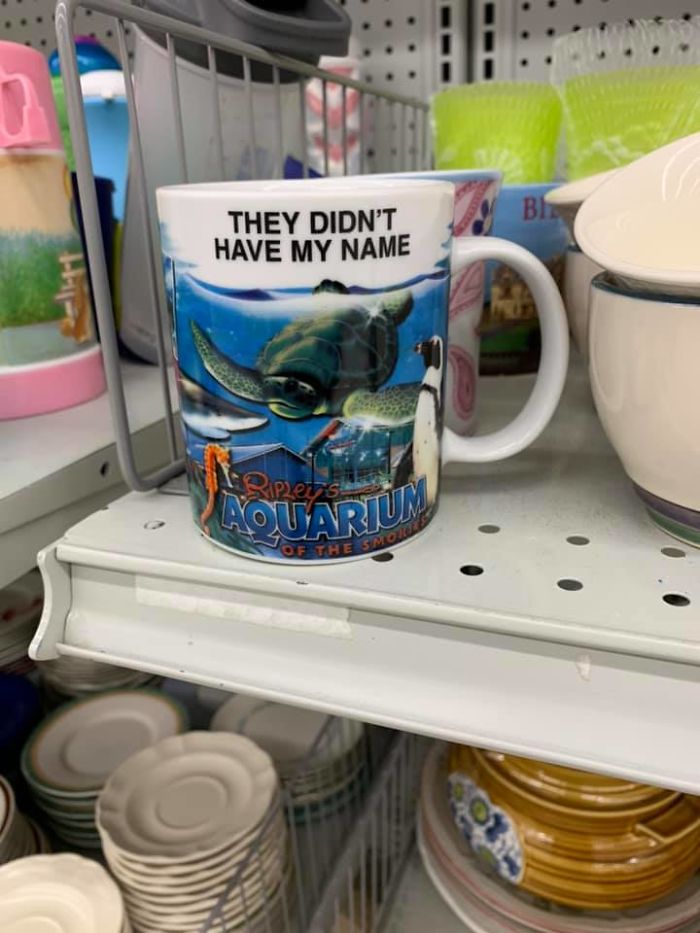 THEY DIDN'T
HAVE MY NAME
RIPLEY'S
AQUARIUM
OF THE SMOKIES